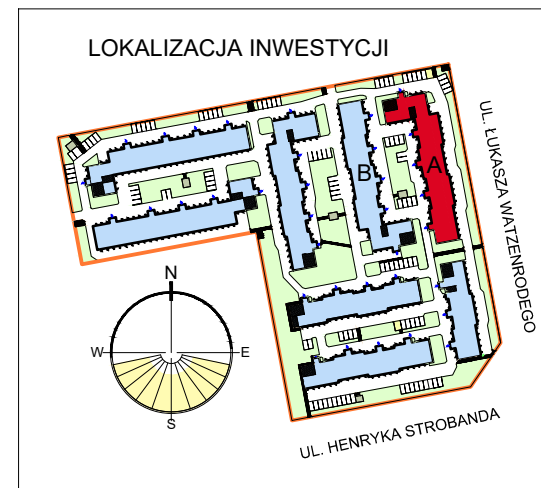 LOKALIZACJA INWESTYCJI
A
B
UL. ŁUKASZA WATZENRODEGO
N
W
E
S
UL. HENRYKA STROBANDA